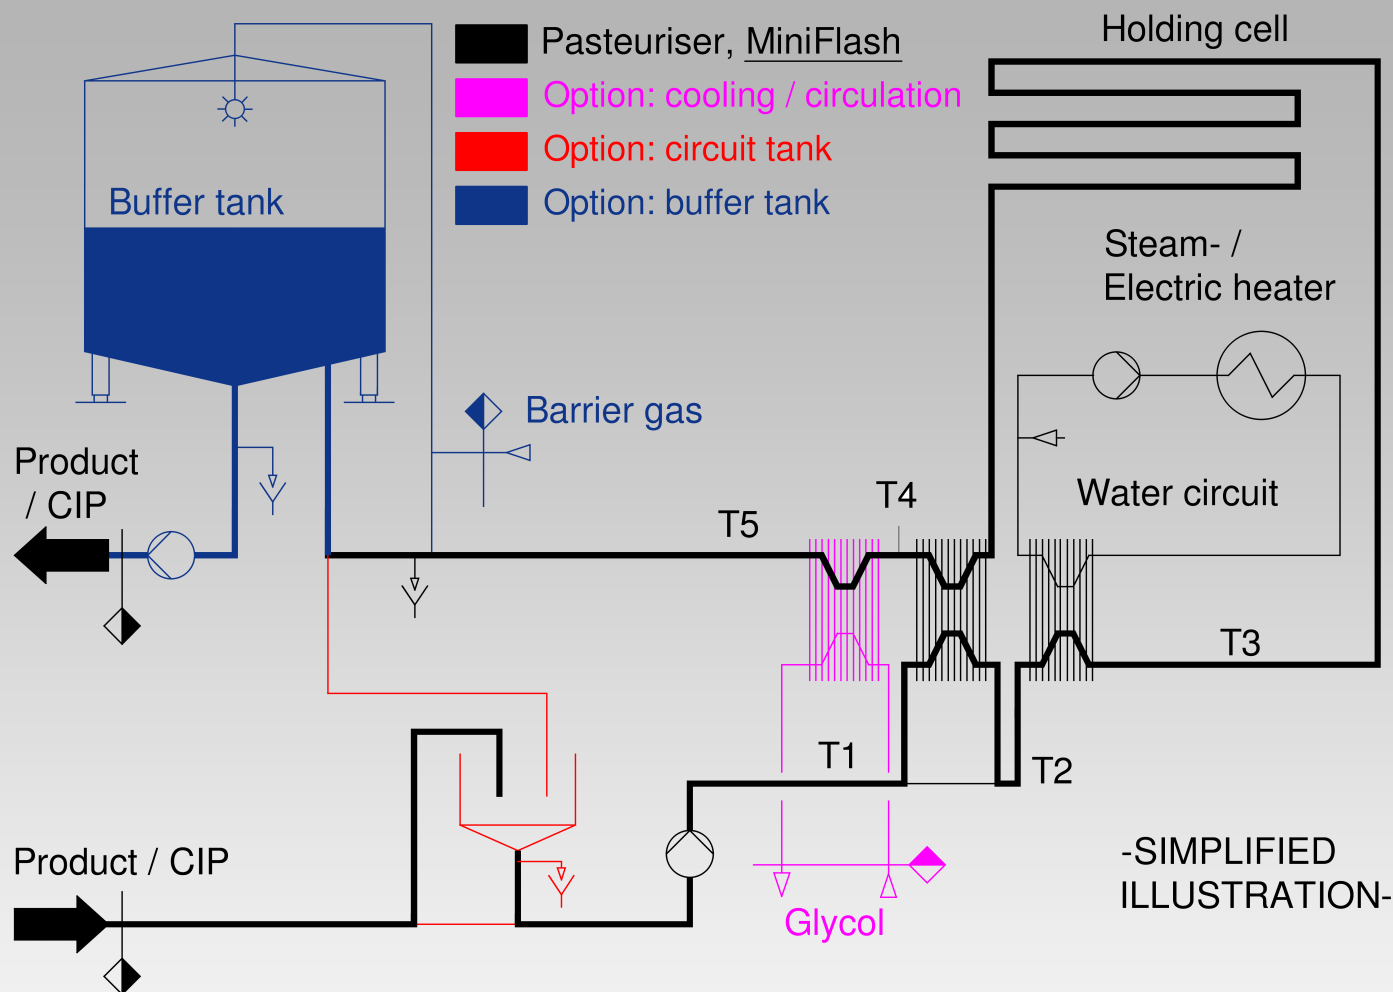 Pasteuriser, MiniFlash
Option: cooling / circulation
Option: circuit tank
Option: buffer tank
Holding cell
Buffer tank
Steam- /
Electric heater
Barrier gas
Product
/ CIP
Water circuit
T4
T5
T3
T1
T2
Product / CIP
Glycol
-SIMPLIFIED
ILLUSTRATION-